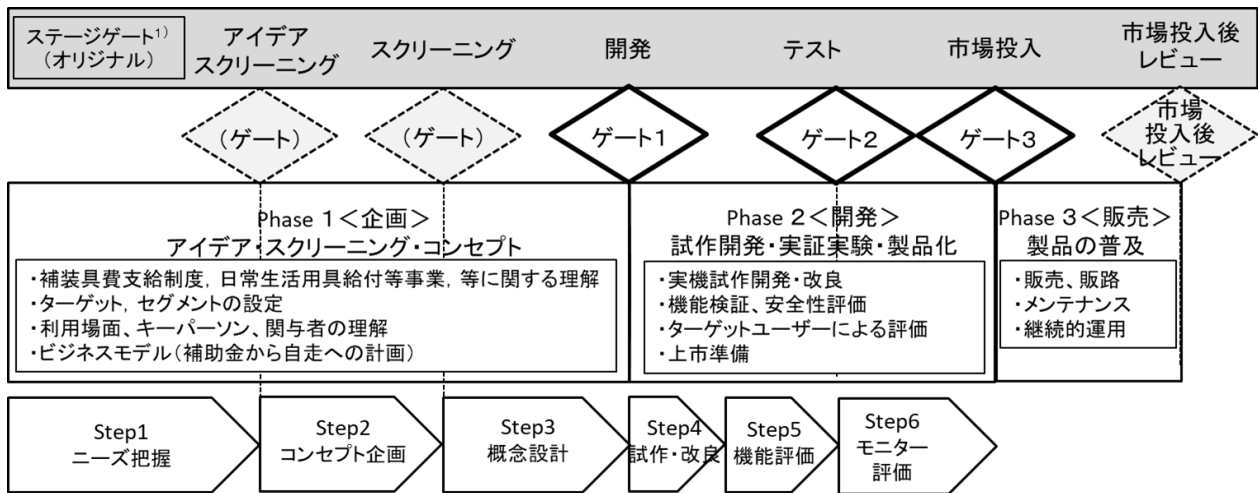 ステージゲート1)
(オリジナル)
アイデア
スクリーニング
スクリーニング
開発
テスト
市場投入
市場投入後
レビュー
(ゲート)
(ゲート)
ゲート1
ゲート2
ゲート3
市場
投入後
レビュー
Phase 1<企画>
アイデア・スクリーニング・コンセプト
・補装具費支給制度, 日常生活用具給付等事業, 等に関する理解
・ターゲット, セグメントの設定
・利用場面、キーパーソン、関与者の理解
・ビジネスモデル(補助金から自走への計画)
Phase 2<開発>
試作開発・実証実験・製品化
・実機試作開発・改良
・機能検証、安全性評価
・ターゲットユーザーによる評価
・上市準備
Phase 3<販売>
製品の普及
・販売、販路
・メンテナンス
・継続的運用
Step1
ニーズ把握
Step2
コンセプト企画
Step3
概念設計
Step4
試作・改良
Step5
機能評価
Step6
モニター
評価